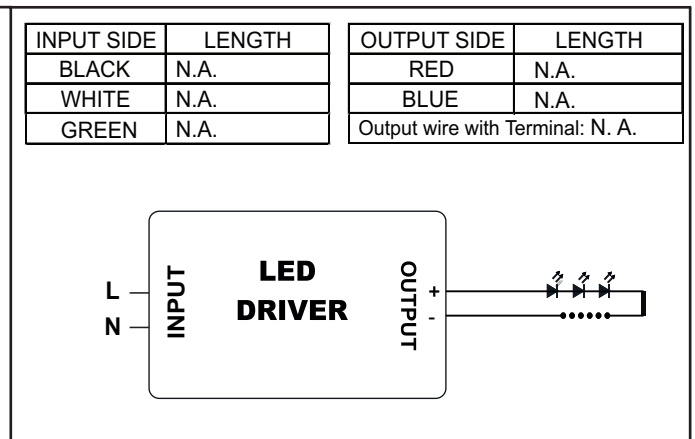 INPUT SIDE LENGTH
BLACK N.A.
WHITE N.A.
GREEN N.A.
OUTPUT SIDE LENGTH
RED N.A.
BLUE N.A.
Output wire with Terminal: N. A.
L
N
INPUT
LED
DRIVER
OUTPUT
+
-